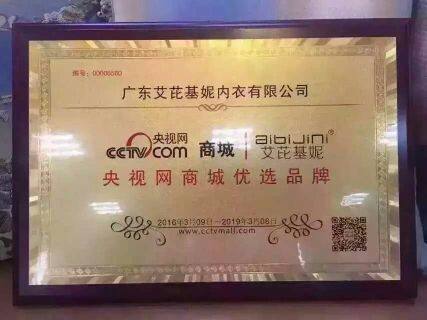 编号：00006580
广东艾芘基妮内衣有限公司
央视网 CCTV.com 商城 aibiJini® 艾芘基妮
央视网商城优选品牌
2016年3月09日—2019年3月08日
www.cctvmall.com